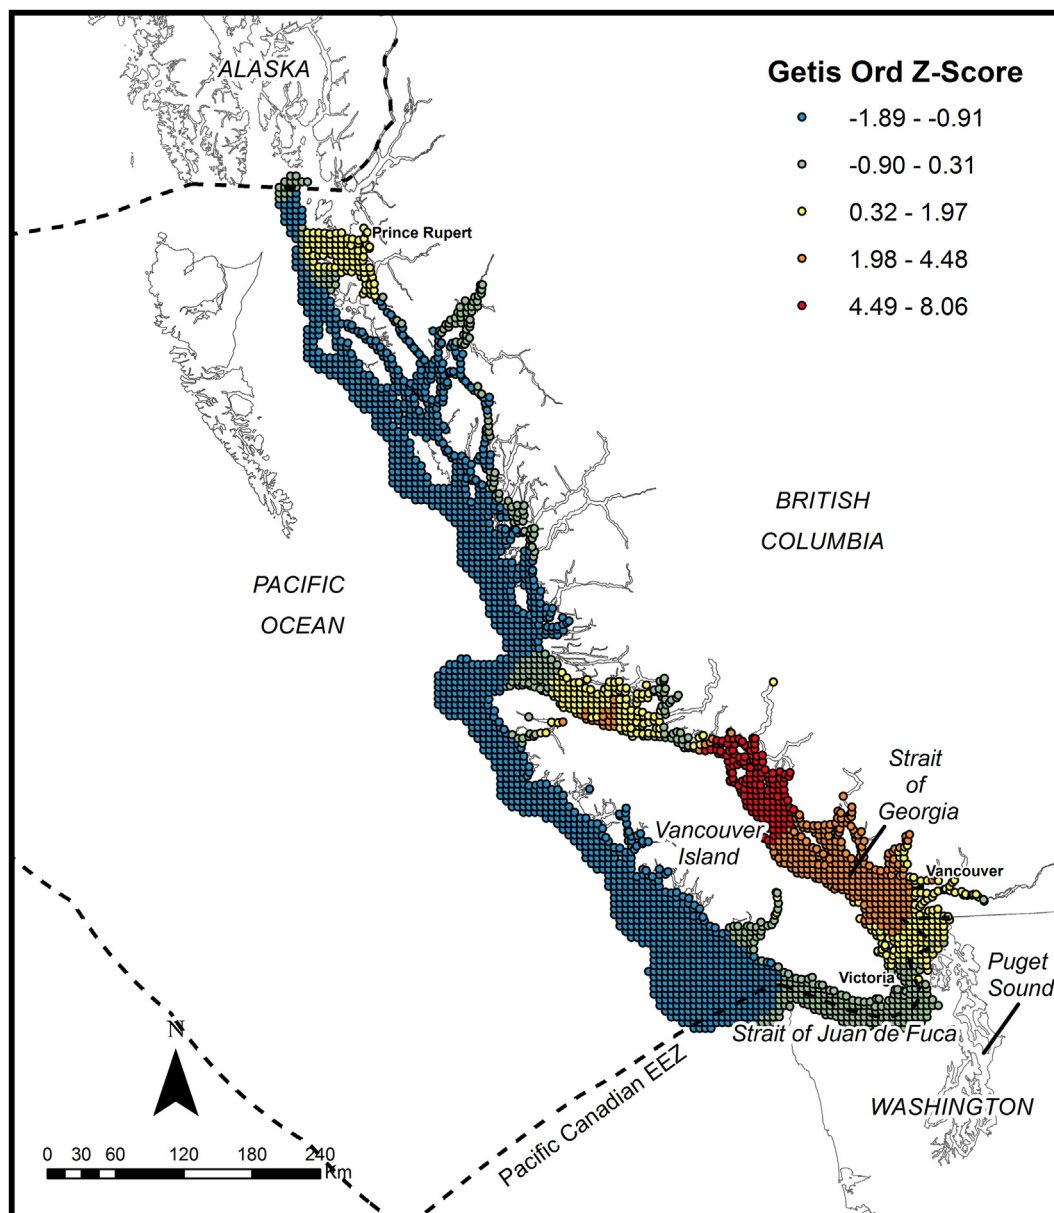 ALASKA
Getis Ord Z-Score
-1.89 - -0.91
-0.90 - 0.31
0.32 - 1.97
1.98 - 4.48
4.49 - 8.06
Prince Rupert
BRITISH
COLUMBIA
PACIFIC
OCEAN
Strait
of
Georgia
Vancouver
Island
Vancouver
Victoria
Puget
Sound
Strait of Juan de Fuca
WASHINGTON
Pacific Canadian EEZ
N
0 30 60 120 180 240
Km